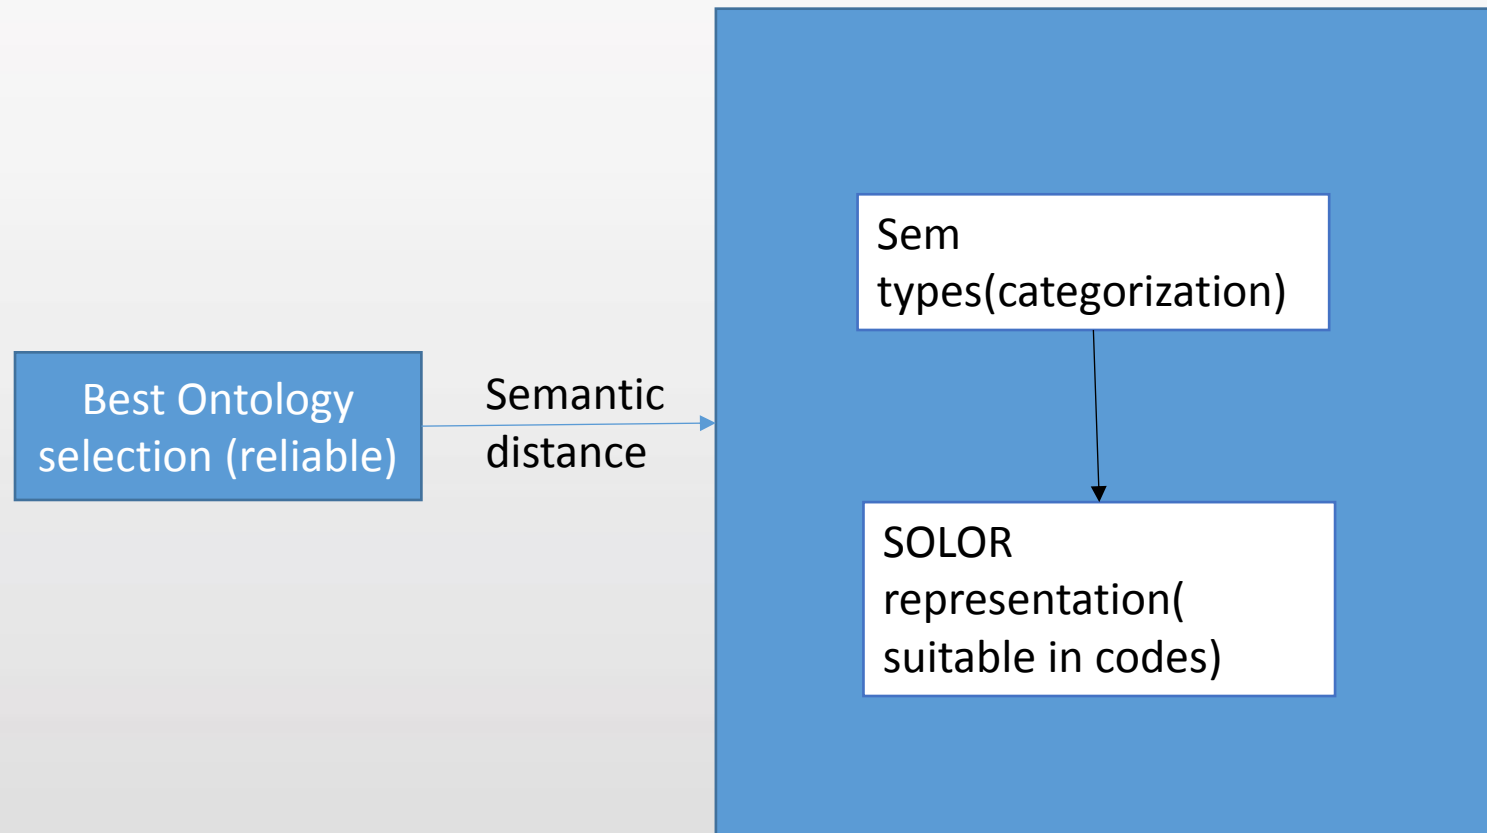 Best Ontology
selection (reliable)
Semantic
distance
Sem
types(categorization)
SOLOR
representation(
suitable in codes)